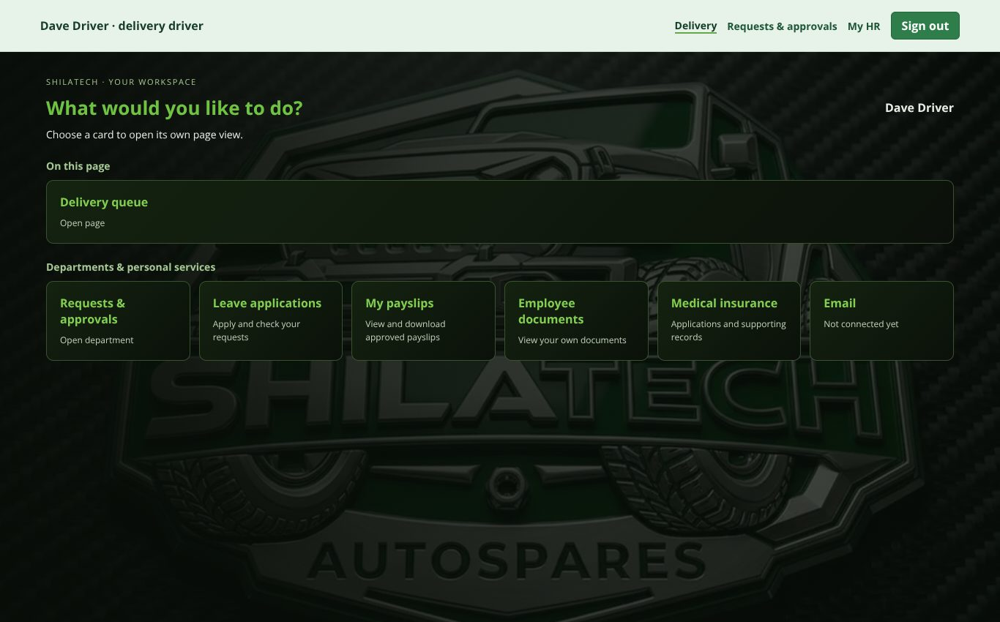 Dave Driver · delivery driver
Delivery
Requests & approvals
My HR
Sign out
SHILATECH · YOUR WORKSPACE
What would you like to do?
Dave Driver
Choose a card to open its own page view.
On this page
Delivery queue
Open page
Departments & personal services
Requests &
approvals
Open department
Leave applications
Apply and check your
requests
My payslips
View and download
approved payslips
Employee
documents
View your own documents
Medical insurance
Applications and supporting
records
Email
Not connected yet
SHILATECH
AUTOSPARES